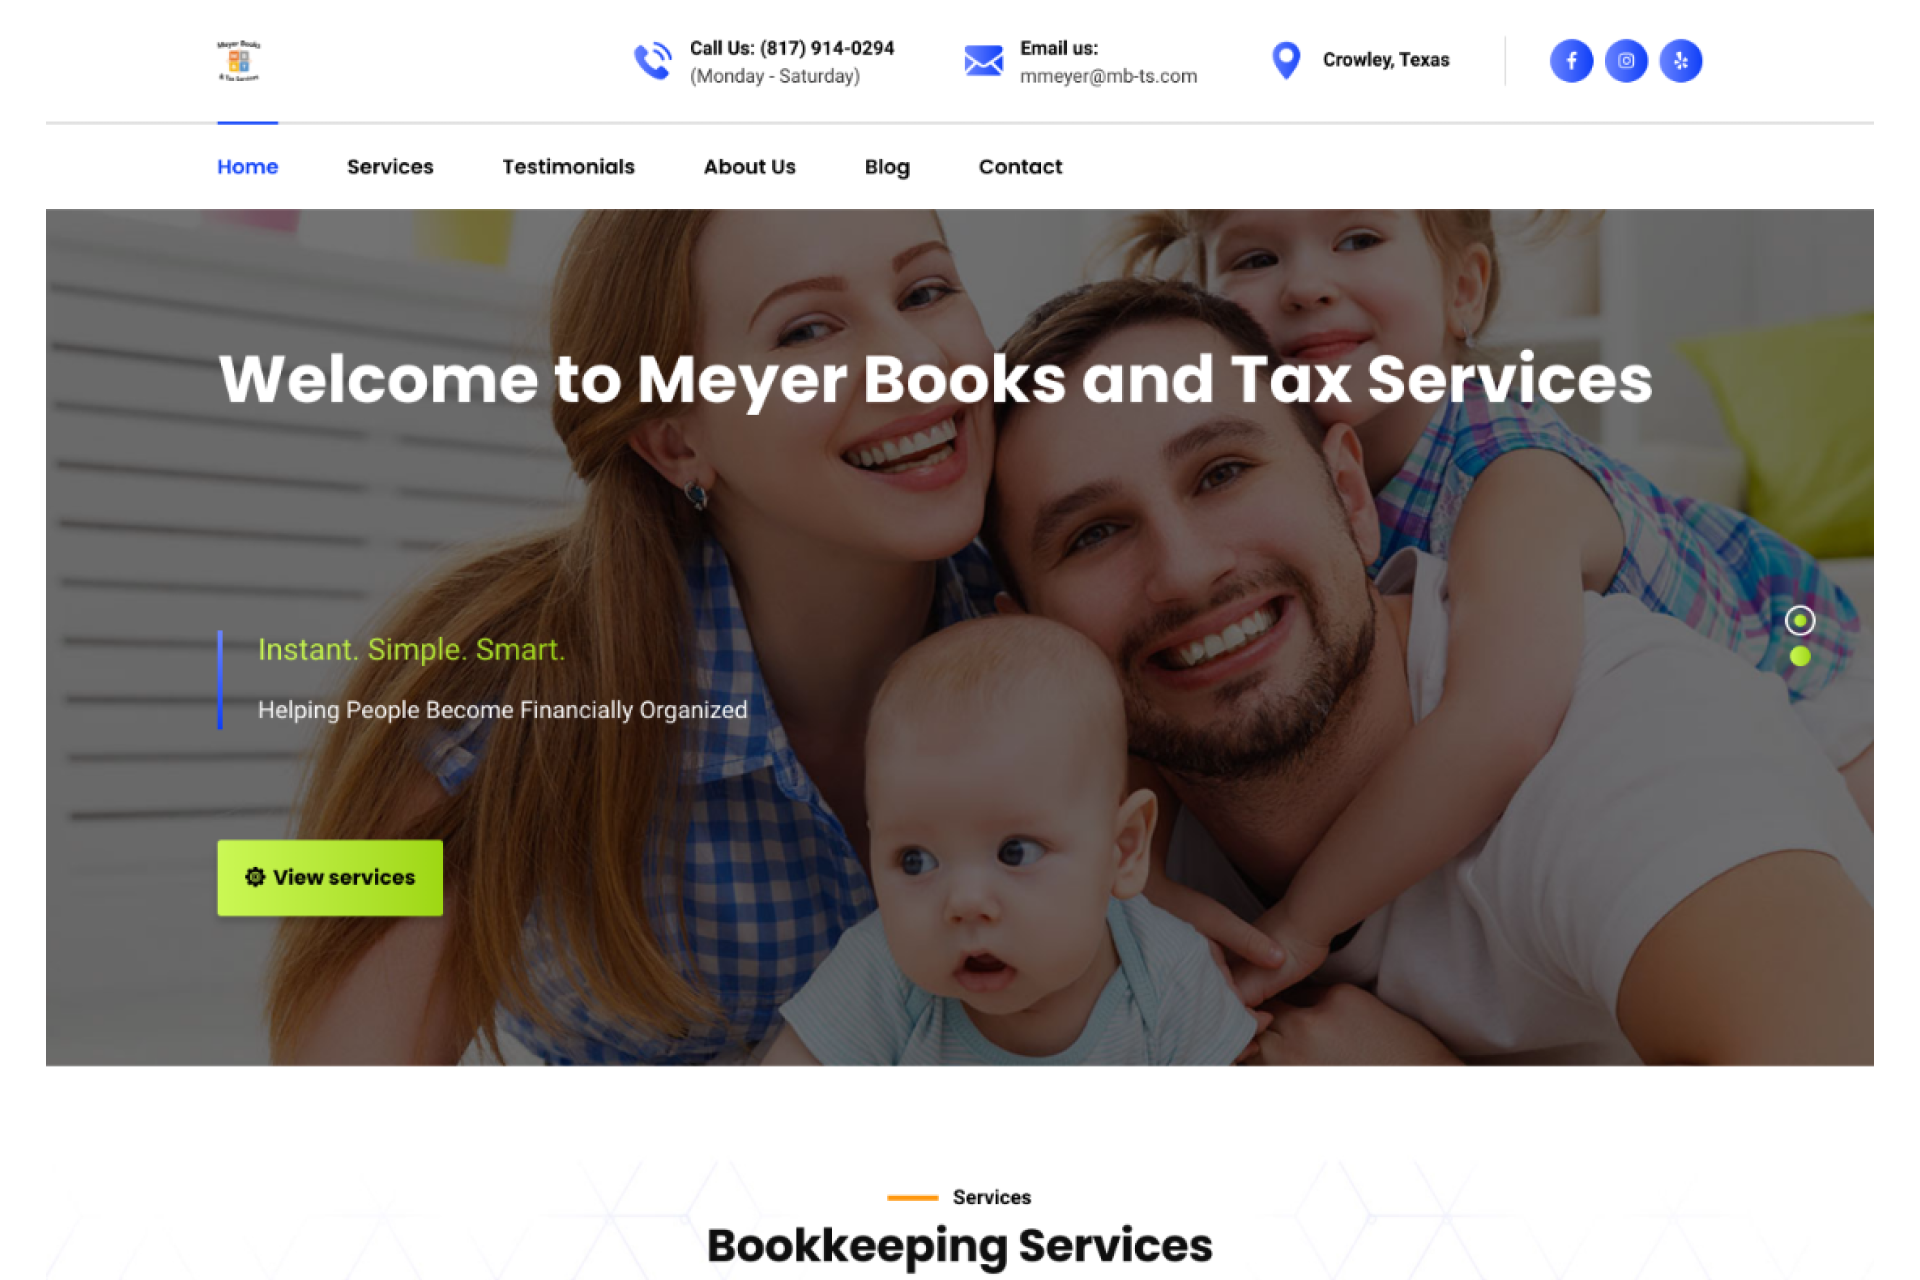 Meyer Books
& Tax Services
Call Us: (817) 914-0294
(Monday - Saturday)
Email us:
mmeyer@mb-ts.com
Crowley, Texas
Home
Services
Testimonials
About Us
Blog
Contact
Welcome to Meyer Books and Tax Services
Instant. Simple. Smart.
Helping People Become Financially Organized
View services
Services
Bookkeeping Services